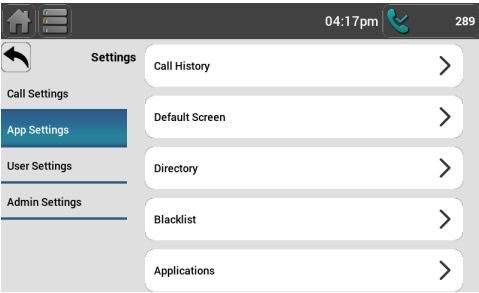 04:17pm 289
Settings
Call Settings
App Settings
User Settings
Admin Settings
Call History
Default Screen
Directory
Blacklist
Applications